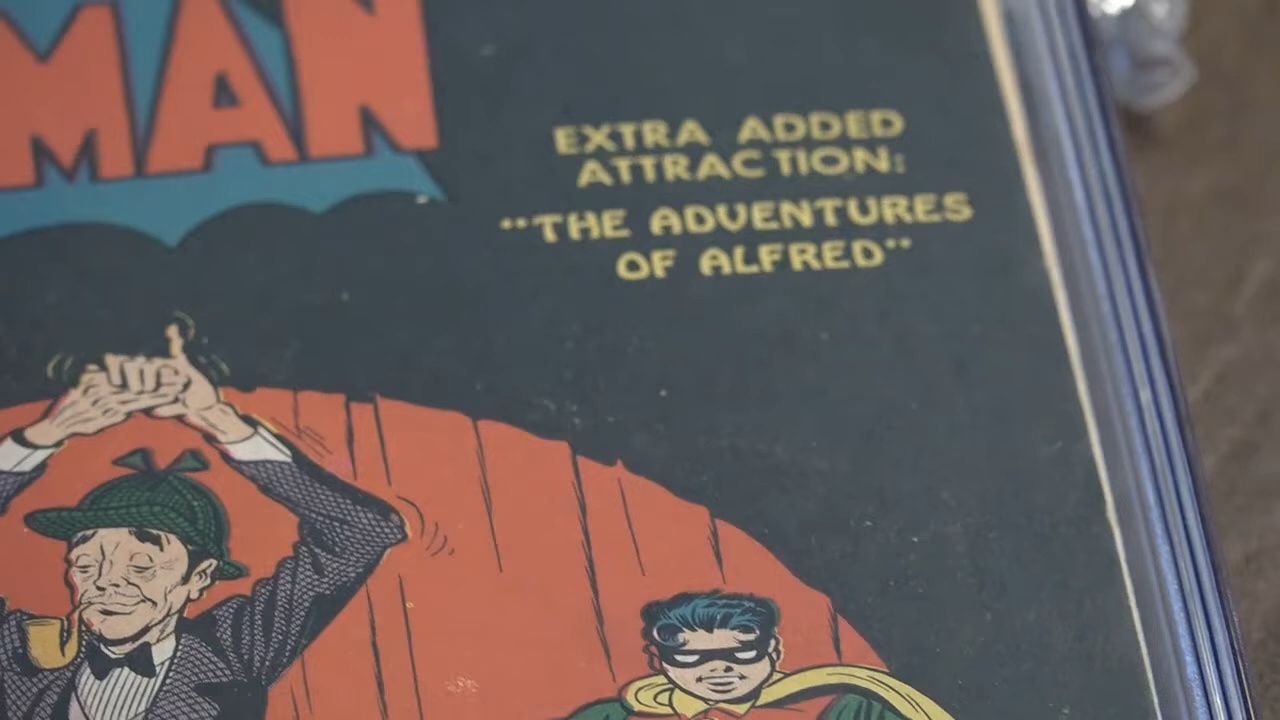 MAN
EXTRA ADDED
ATTRACTION:
"THE ADVENTURES
OF ALFRED"